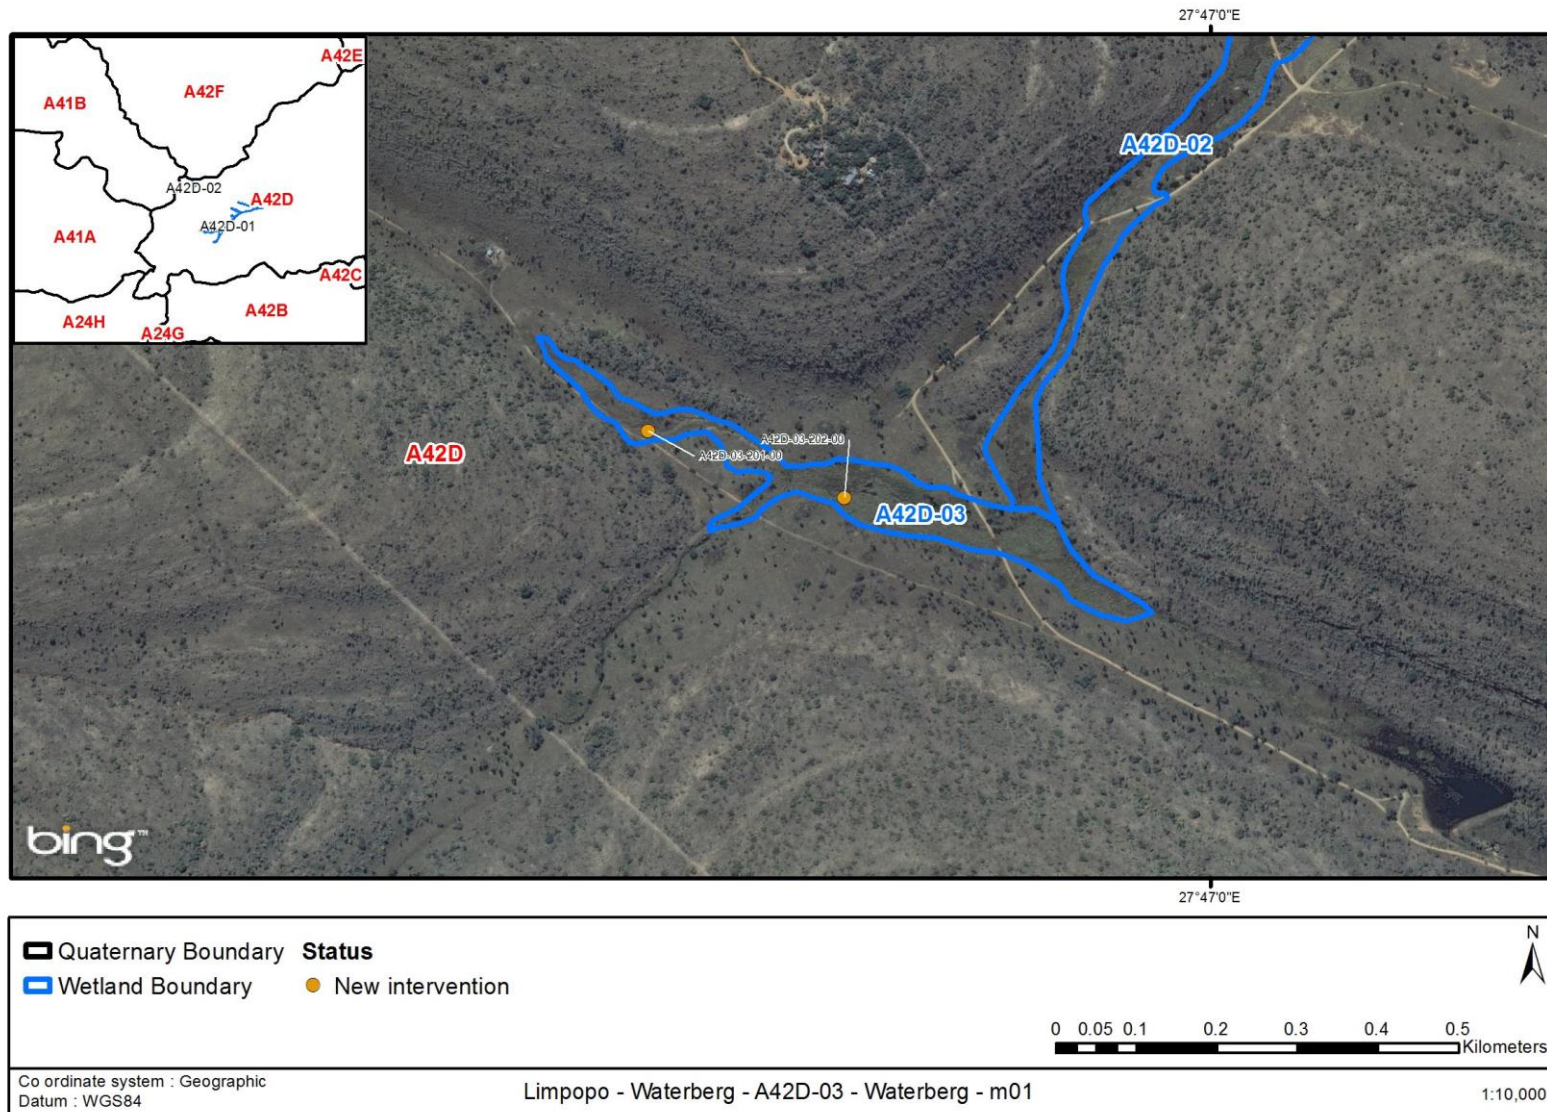 27°47'0"E
A42E
A41B
A42F
A42D-02
A42D
A42D-01
A41A
A42C
A42B
A24H
A24G
A42D-02
A42D-03-202-00
A42D-03-201-00
A42D
A42D-03
bing™
27°47'0"E
Quaternary Boundary Status
Wetland Boundary New intervention
N
0 0.05 0.1 0.2 0.3 0.4 0.5
Kilometers
Co ordinate system : Geographic
Datum : WGS84
Limpopo - Waterberg - A42D-03 - Waterberg - m01
1:10,000